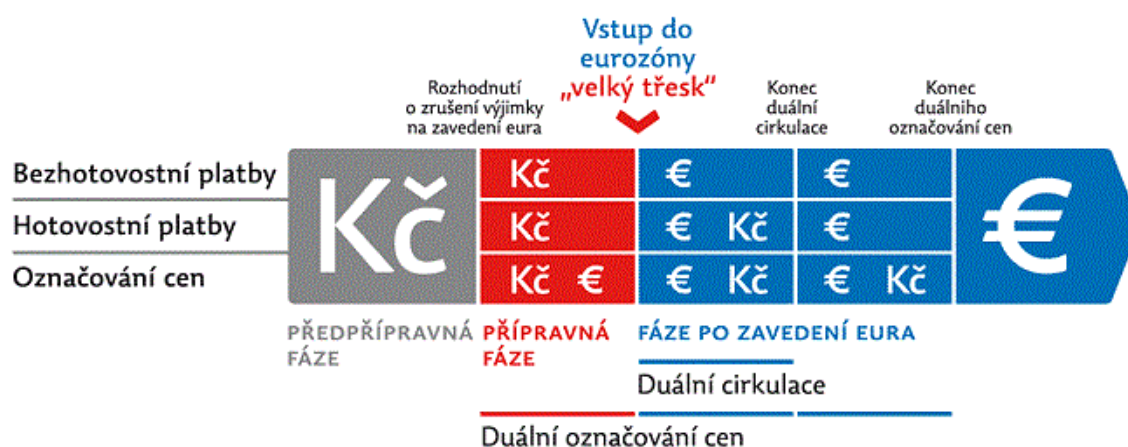 Vstup do
eurozóny
„velký třesk“
Rozhodnutí
o zrušení výjimky
na zavedení eura
Konec
duální
cirkulace
Konec
duálního
označování cen
Bezhotovostní platby
Kč
€
€
Hotovostní platby
Kč
€ Kč
€
Označování cen
Kč €
€ Kč
€ Kč
Kč
€
PŘEDPŘÍPRAVNÁ
FÁZE
PŘÍPRAVNÁ
FÁZE
FÁZE PO ZAVEDENÍ EURA
Duální cirkulace
Duální označování cen